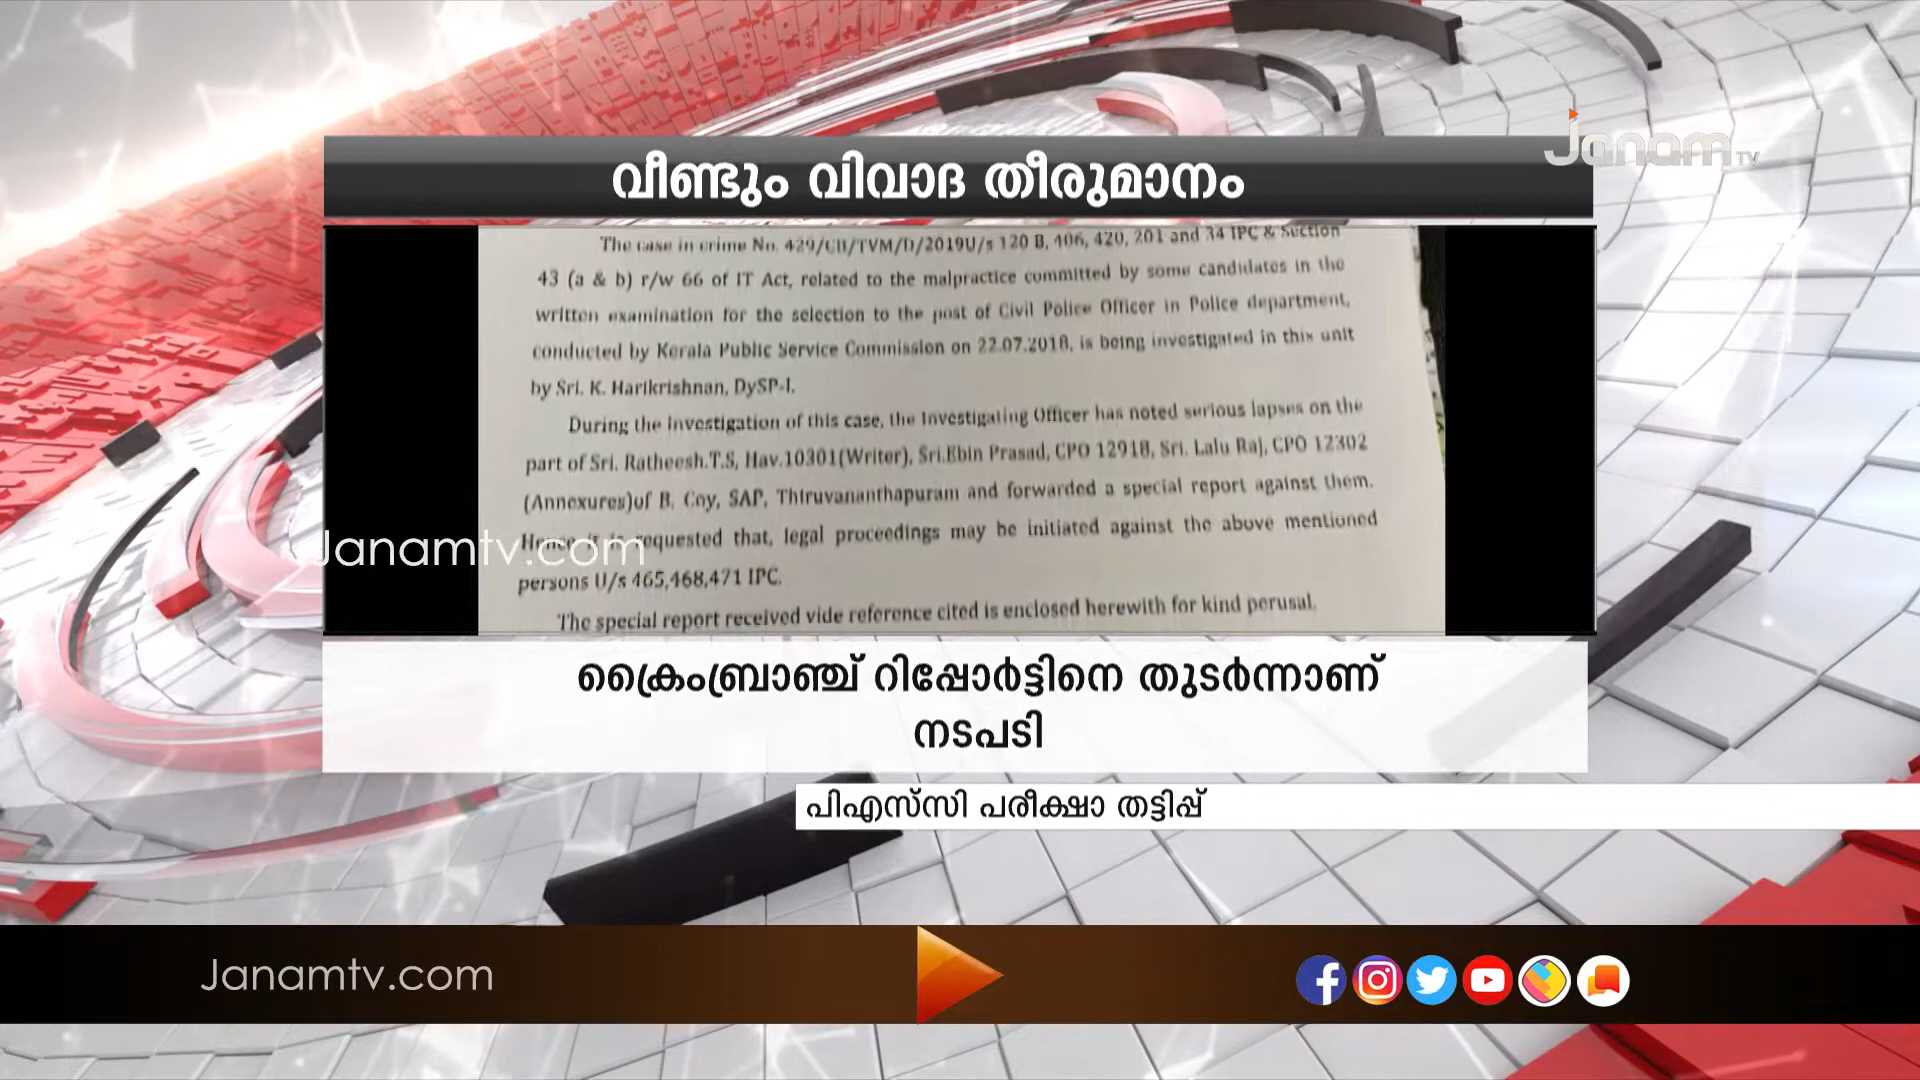 Janam TV
വീണ്ടും വിവാദ തീരുമാനം
The case in crime No. 429/CB/TVM/D/2019U/s 120 B, 406, 420, 201 and 34 IPC & Section
43 (a & b) r/w 66 of IT Act, related to the malpractice committed by some candidates in the
written examination for the selection to the post of Civil Police Officer in Police department,
conducted by Kerala Public Service Commission on 22.07.2018, is being investigated in this unit
by Sri. K. Harikrishnan, DySP-I.
During the investigation of this case, the Investigating Officer has noted serious lapses on the
part of Sri. Ratheesh.T.S, Hav.10301(Writer), Sri.Ebin Prasad, CPO 12918, Sri. Lalu Raj, CPO 12302
(Annexures)of B. Coy, SAP, Thiruvananthapuram and forwarded a special report against them.
Hence it is requested that, legal proceedings may be initiated against the above mentioned
Janamtv.com
persons U/s 465,468,471 IPC.
The special report received vide reference cited is enclosed herewith for kind perusal.
ക്രൈംബ്രാഞ്ച് റിപ്പോർട്ടിനെ തുടർന്നാണ്
നടപടി
പിഎസ്‌സി പരീക്ഷാ തട്ടിപ്പ്
Janamtv.com